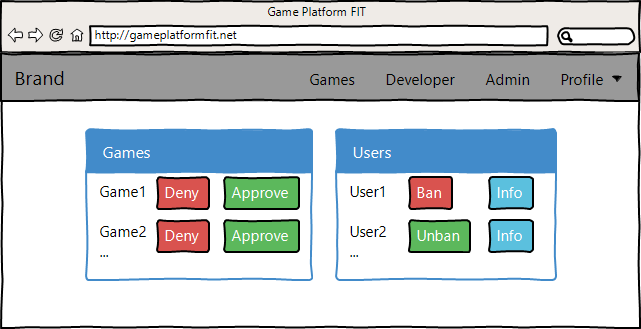 Game Platform FIT
http://gameplatformfit.net
Brand Games Developer Admin Profile
Games
Game1 Deny Approve
Game2 Deny Approve
...
Users
User1 Ban Info
User2 Unban Info
...